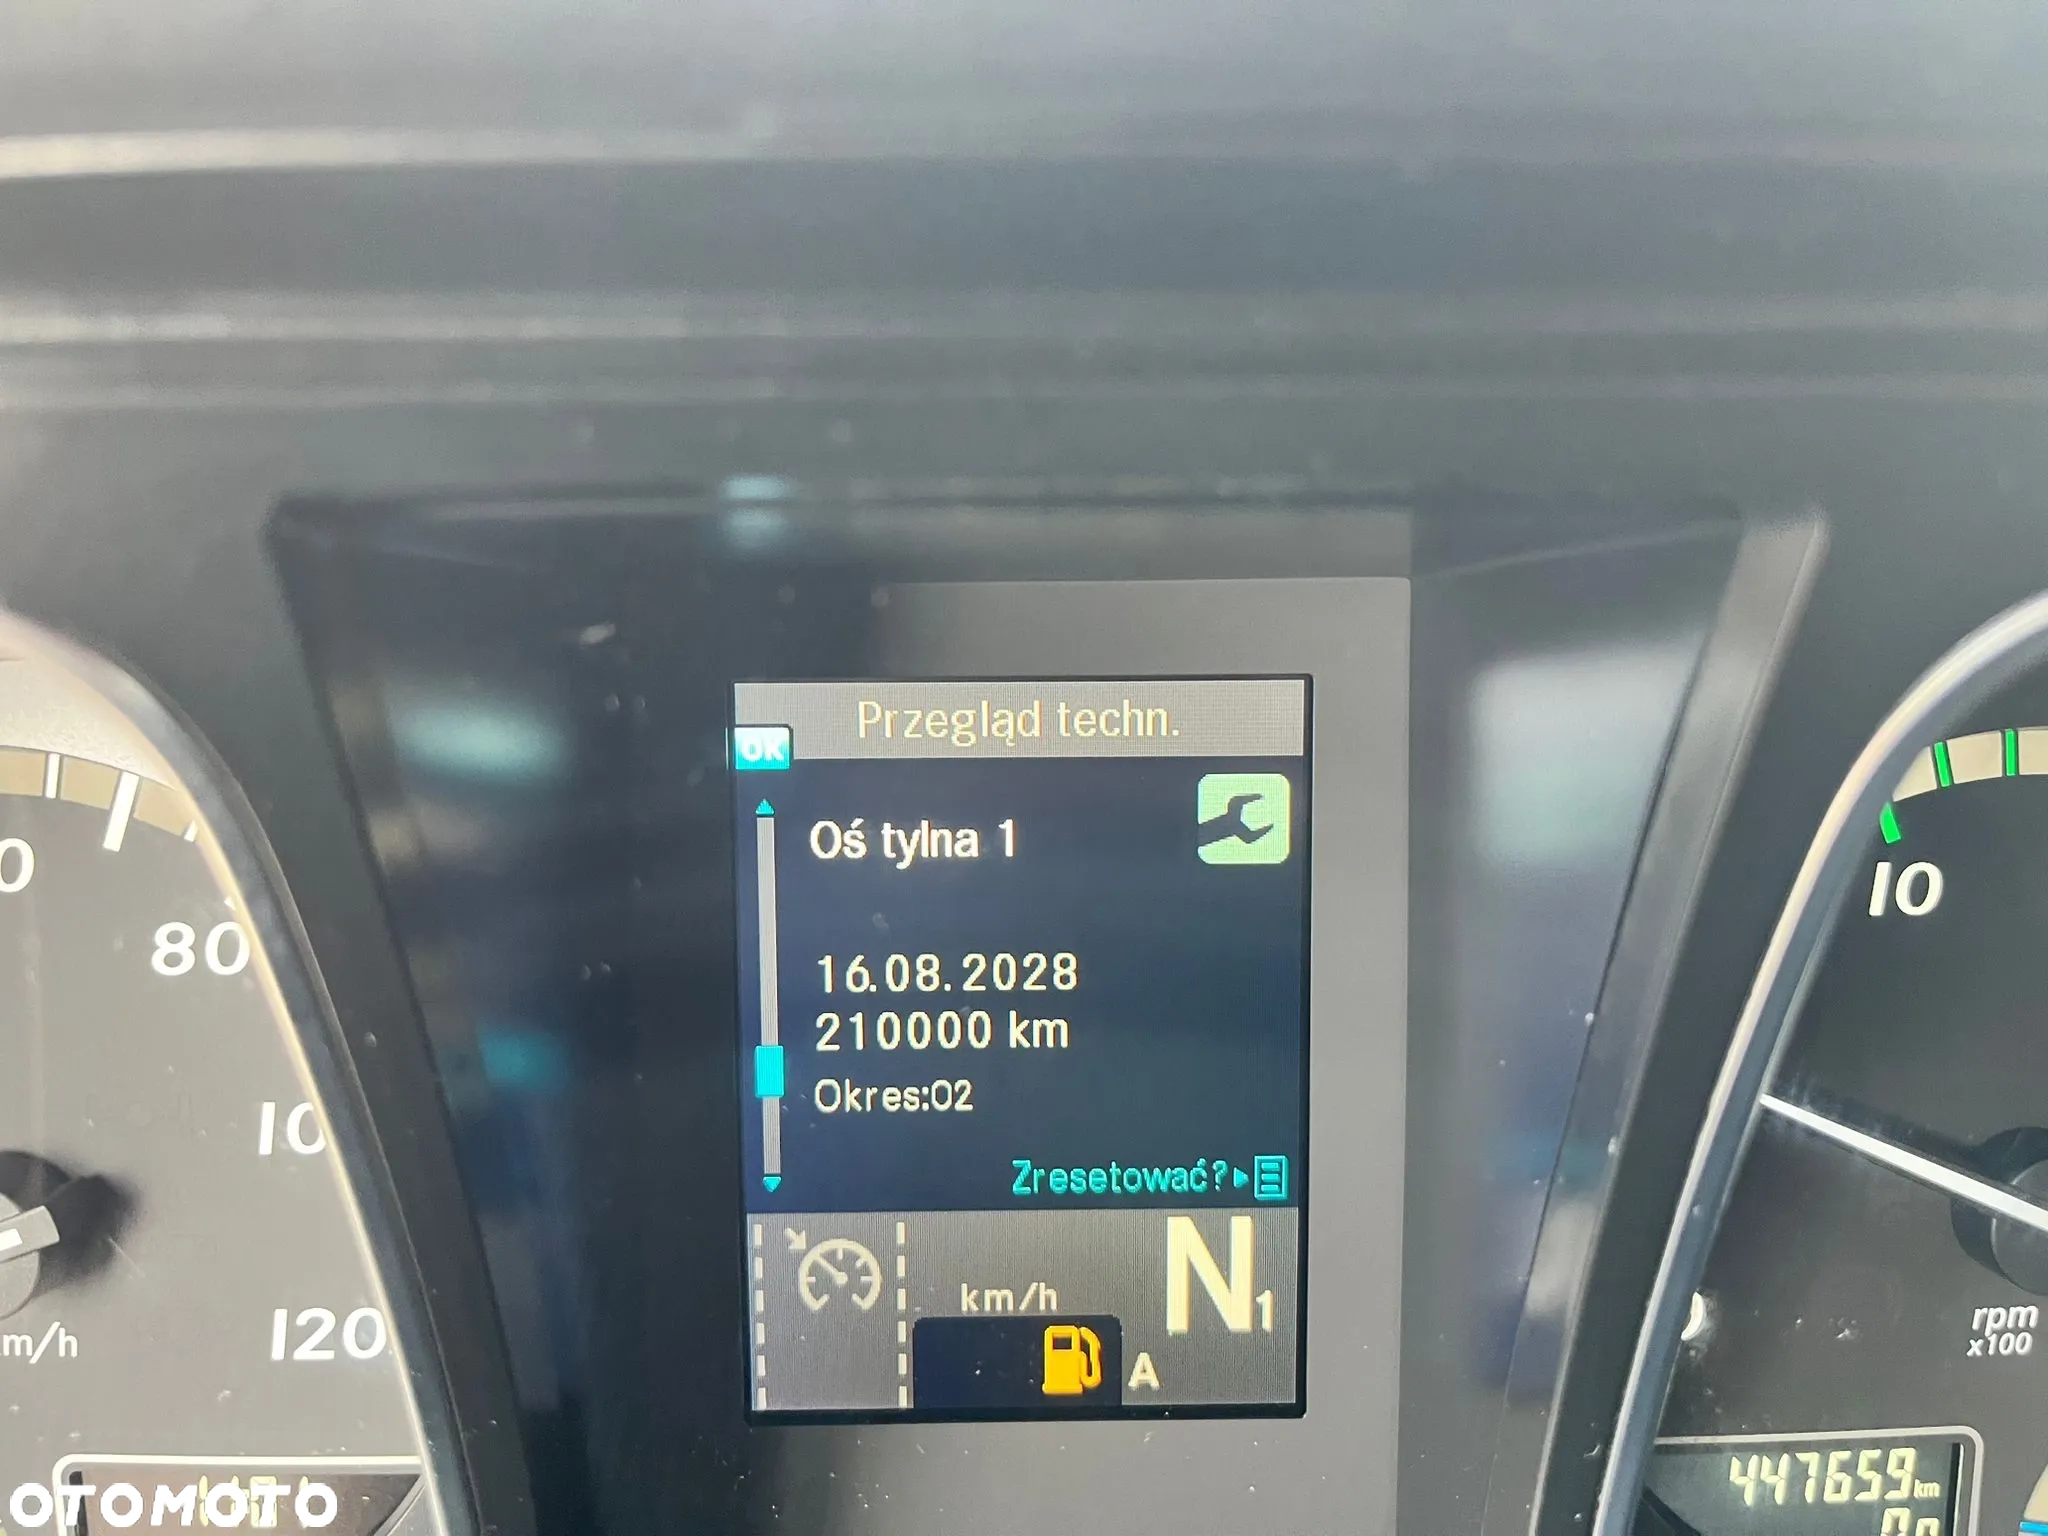 Przegląd techn.
OK
Oś tylna 1
16.08.2028
210000 km
Okres:02
Zresetować?
km/h
N1
A
80
120
10
rpm
x100
447659 km
OTOMOTO